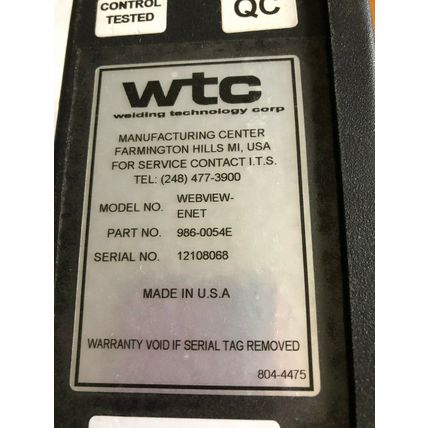 CONTROL
TESTED
QC
wtc
welding technology corp
MANUFACTURING CENTER
FARMINGTON HILLS MI, USA
FOR SERVICE CONTACT I.T.S.
TEL: (248) 477-3900
MODEL NO. WEBVIEW-
ENET
PART NO. 986-0054E
SERIAL NO. 12108068
MADE IN U.S.A
WARRANTY VOID IF SERIAL TAG REMOVED
804-4475